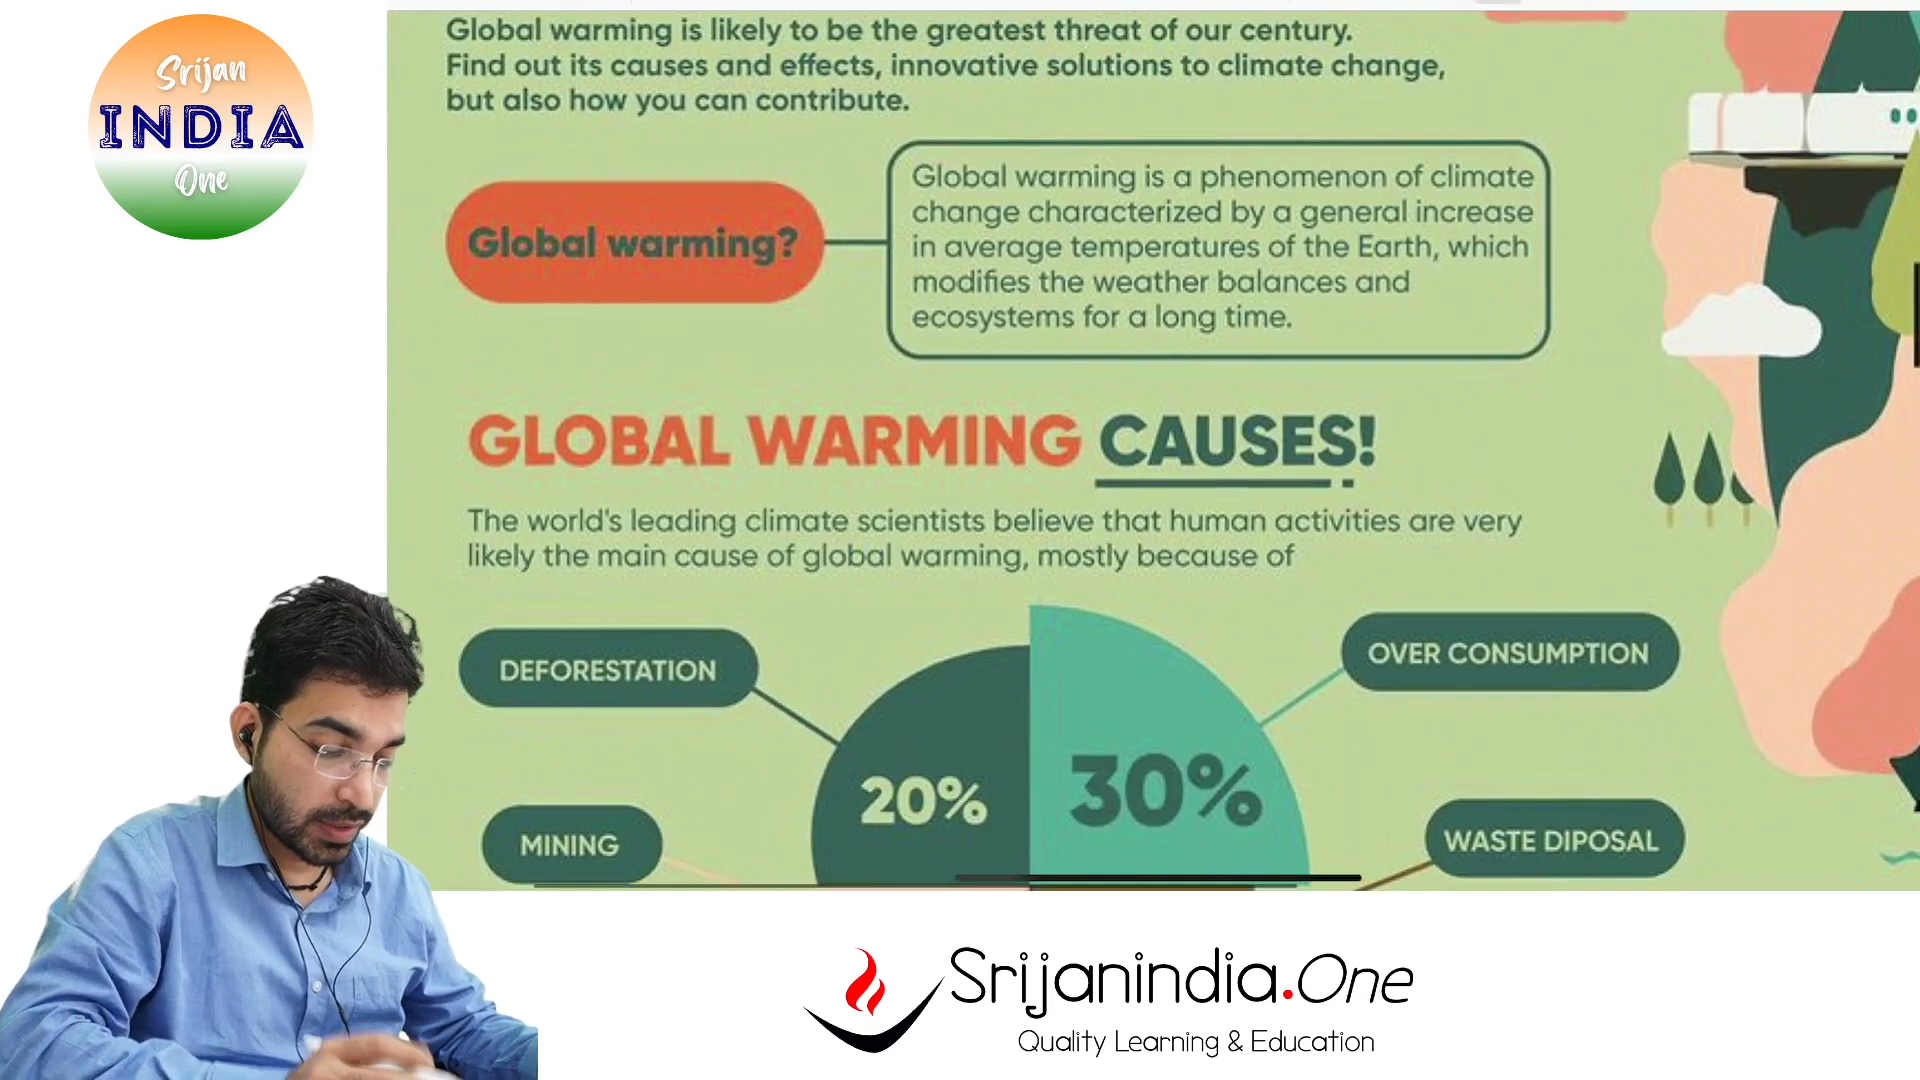 Srijan
INDIA
One
Global warming is likely to be the greatest threat of our century.
Find out its causes and effects, innovative solutions to climate change,
but also how you can contribute.
Global warming?
Global warming is a phenomenon of climate
change characterized by a general increase
in average temperatures of the Earth, which
modifies the weather balances and
ecosystems for a long time.
GLOBAL WARMING CAUSES!
The world's leading climate scientists believe that human activities are very
likely the main cause of global warming, mostly because of
DEFORESTATION
OVER CONSUMPTION
20%
30%
MINING
WASTE DIPOSAL
Srijanindia.One
Quality Learning & Education